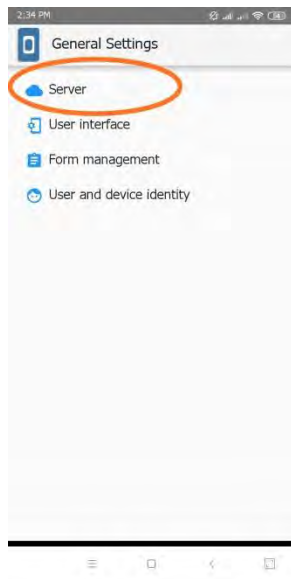 2:34 PM
General Settings
Server
User interface
Form management
User and device identity